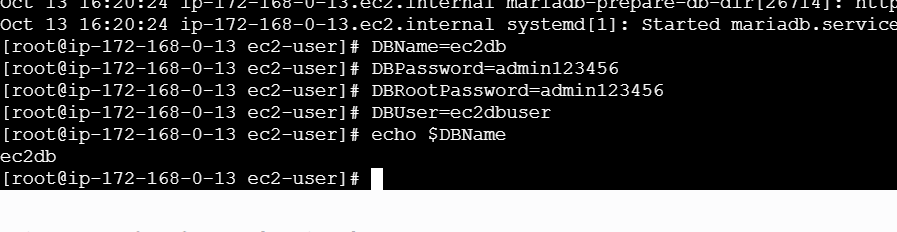 Oct 13 16:20:24 ip-172-168-0-13.ec2.internal mariadb-prepare-db-dir[26714]: http
Oct 13 16:20:24 ip-172-168-0-13.ec2.internal systemd[1]: Started mariadb.service
[root@ip-172-168-0-13 ec2-user]# DBName=ec2db
[root@ip-172-168-0-13 ec2-user]# DBPassword=admin123456
[root@ip-172-168-0-13 ec2-user]# DBRootPassword=admin123456
[root@ip-172-168-0-13 ec2-user]# DBUser=ec2dbuser
[root@ip-172-168-0-13 ec2-user]# echo $DBName
ec2db
[root@ip-172-168-0-13 ec2-user]#